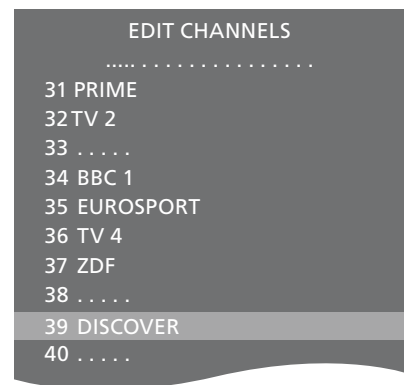 EDIT CHANNELS
..... . . . . . . . . . . . . . . . .
31 PRIME
32 TV 2
33 . . . . .
34 BBC 1
35 EUROSPORT
36 TV 4
37 ZDF
38 . . . . .
39 DISCOVER
40 . . . . .